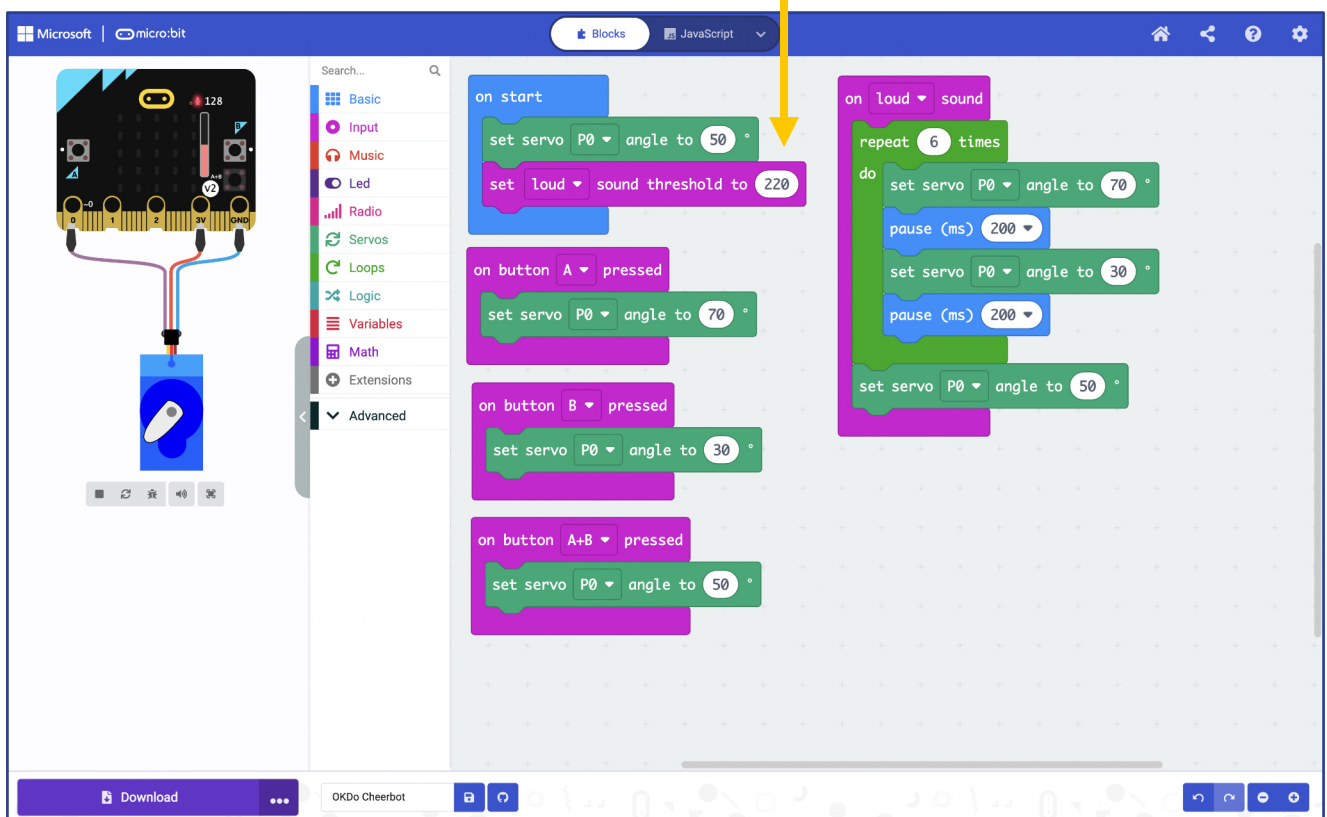 Microsoft micro:bit Blocks JavaScript
128
B
A
A+B
V2
~0
0 1 2 3V GND
Search...
Basic
Input
Music
Led
Radio
Servos
Loops
Logic
Variables
Math
Extensions
Advanced
on start
set servo P0 angle to 50 °
set loud sound threshold to 220
on button A pressed
set servo P0 angle to 70 °
on button B pressed
set servo P0 angle to 30 °
on button A+B pressed
set servo P0 angle to 50 °
on loud sound
repeat 6 times
do set servo P0 angle to 70 °
pause (ms) 200
set servo P0 angle to 30 °
pause (ms) 200
set servo P0 angle to 50 °
Download ••• OKDo Cheerbot